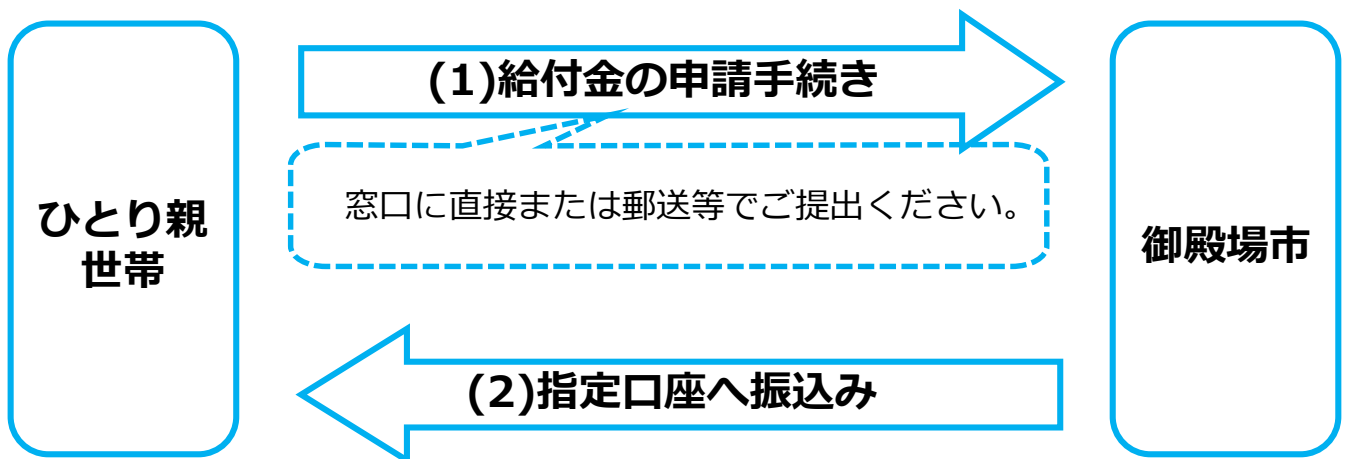 (1)給付金の申請手続き
窓口に直接または郵送等でご提出ください。
ひとり親
世帯
御殿場市
(2)指定口座へ振込み